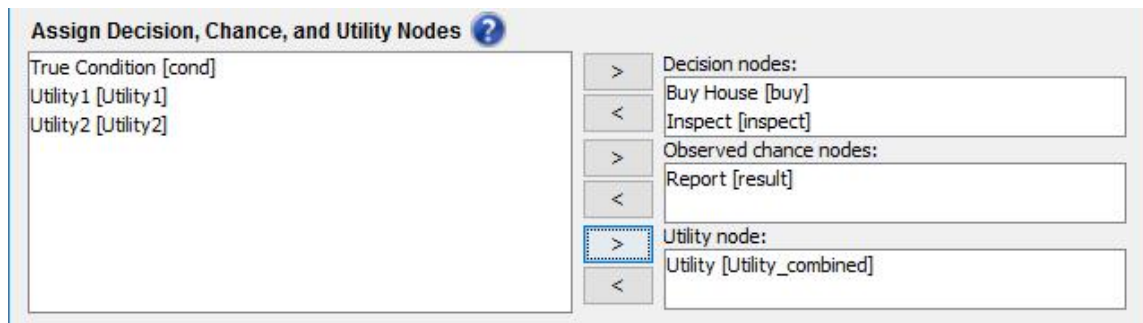 Assign Decision, Chance, and Utility Nodes ?
True Condition [cond]
Utility1 [Utility1]
Utility2 [Utility2]
>
<
>
<
>
<
Decision nodes:
Buy House [buy]
Inspect [inspect]
Observed chance nodes:
Report [result]
Utility node:
Utility [Utility_combined]